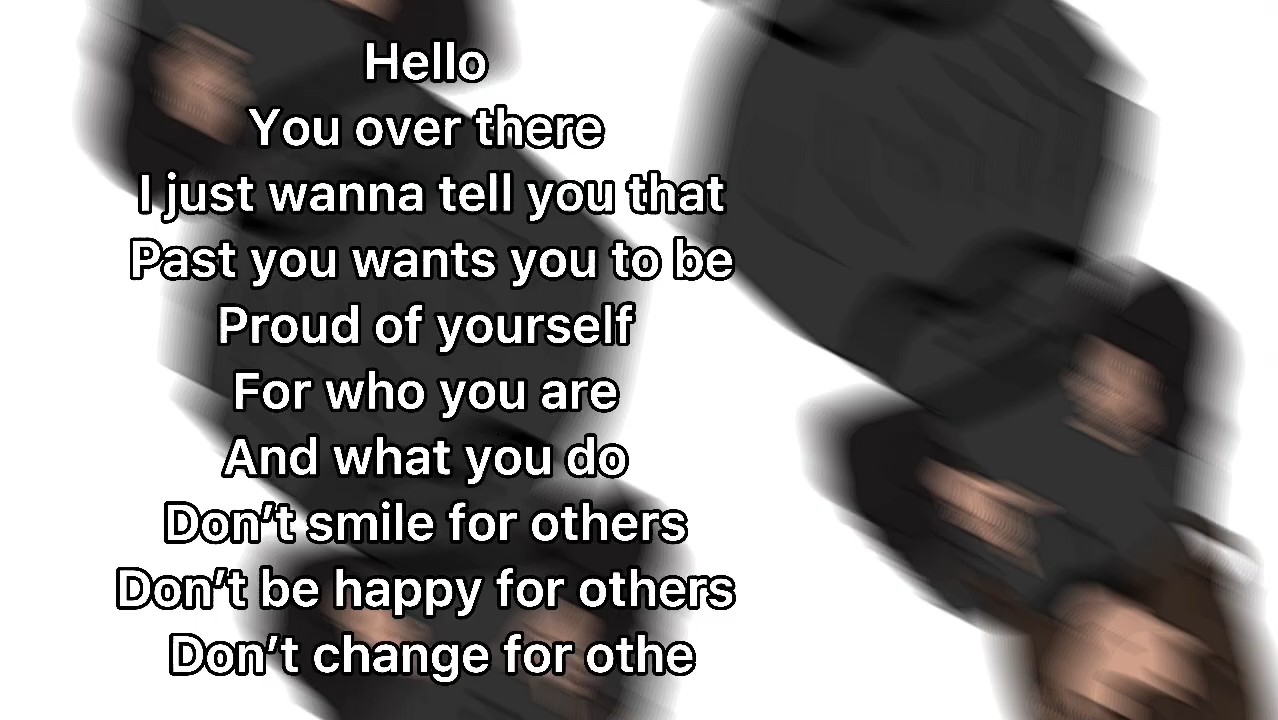 Hello
You over there
I just wanna tell you that
Past you wants you to be
Proud of yourself
For who you are
And what you do
Don’t smile for others
Don’t be happy for others
Don’t change for othe